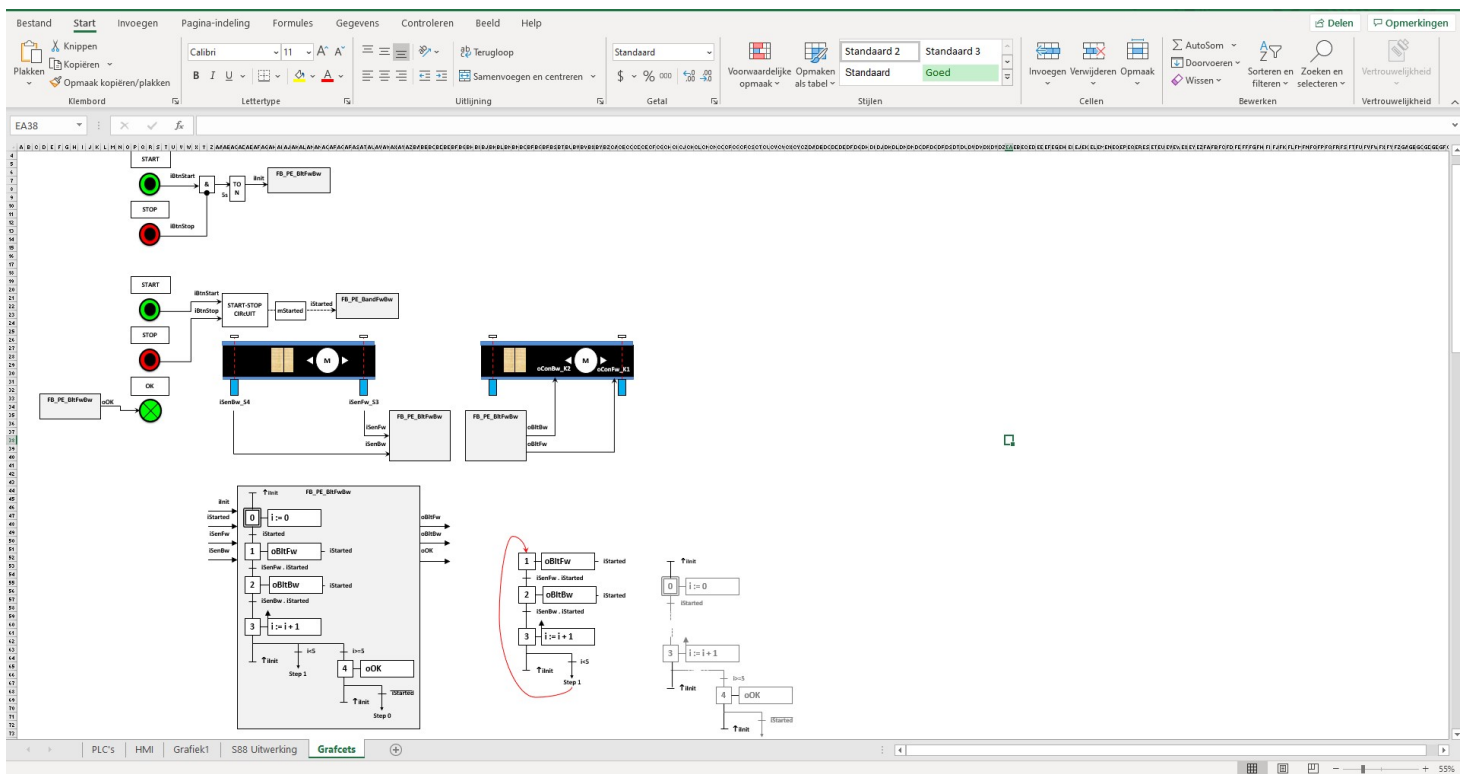 Bestand Start Invoegen Pagina-indeling Formules Gegevens Controleren Beeld Help Delen Opmerkingen
Plakken Knippen Kopiëren Opmaak kopiëren/plakken
Klembord
Calibri 11 A A
B I U A
Lettertype
Terugloop
Samenvoegen en centreren
Uitlijning
Standaard
$ % 000
Getal
Voorwaardelijke opmaak
Opmaken als tabel
Standaard 2 Standaard 3
Standaard Goed
Stijlen
Invoegen Verwijderen Opmaak
Cellen
AutoSom
Doorvoeren
Wissen
Sorteren en filteren
Zoeken en selecteren
Bewerken
Vertrouwelijkheid
Vertrouwelijkheid
EA38 fx
START
iBtnStart
&
5s
TO
N
iInit
FB_PE_BltFwBw
STOP
iBtnStop
START
iBtnStart
iBtnStop
START-STOP
CIRcUIT
mStarted
iStarted
FB_PE_BandFwBw
STOP
OK
FB_PE_BltFwBw
oOK
M
iSenBw_S4
iSenFw_S3
iSenFw
iSenBw
FB_PE_BltFwBw
M
oConBw_K2
oConFw_K1
FB_PE_BltFwBw
oBltBw
oBltFw
iInit
iStarted
iSenFw
iSenBw
↑iInit
FB_PE_BltFwBw
0 i := 0
iStarted
1 oBltFw iStarted
iSenFw . iStarted
2 oBltBw iStarted
iSenBw . iStarted
3 i := i + 1
↑iInit
i<5
Step 1
i>=5
4 oOK
↑iInit
iStarted
Step 0
oBltFw
oBltBw
oOK
1 oBltFw iStarted
iSenFw . iStarted
2 oBltBw iStarted
iSenBw . iStarted
3 i := i + 1
↑iInit
i<5
Step 1
↑iInit
0 i := 0
iStarted
3 i := i + 1
↑iInit
i>=5
4 oOK
↑iInit
iStarted
PLC's HMI Grafiek1 S88 Uitwerking Grafcets
55%